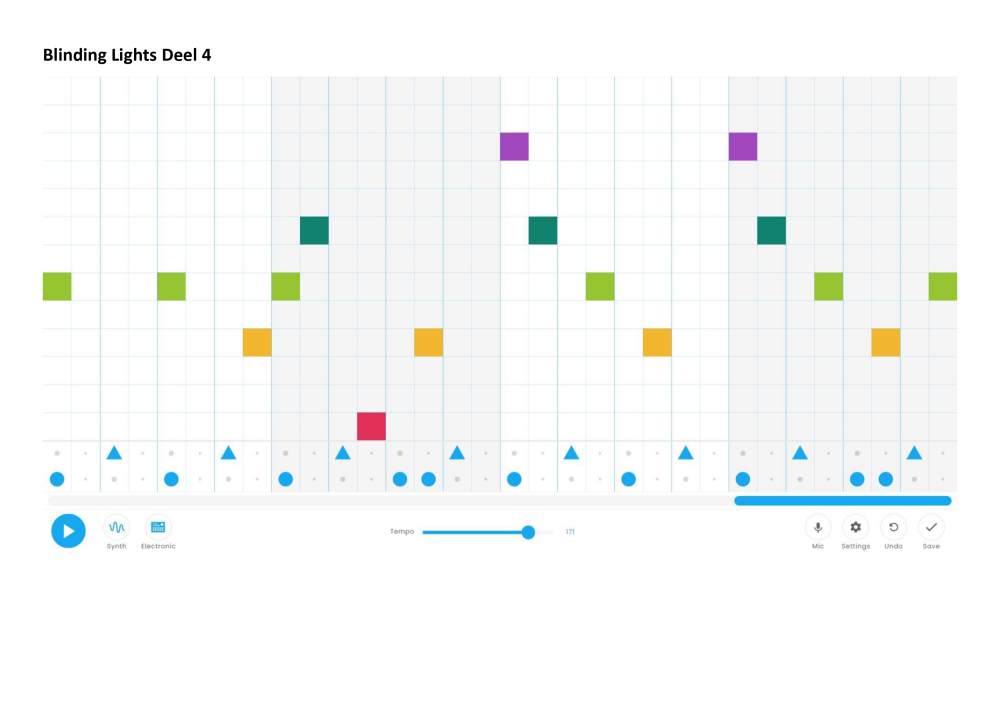 Blinding Lights Deel 4
Tempo
171
Synth
Electronic
Mic
Settings
Undo
Save